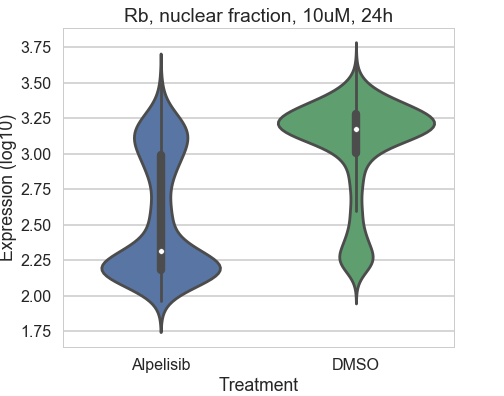 Rb, nuclear fraction, 10uM, 24h
3.75
3.50
3.25
3.00
2.75
2.50
2.25
2.00
1.75
Expression (log10)
Alpelisib
DMSO
Treatment